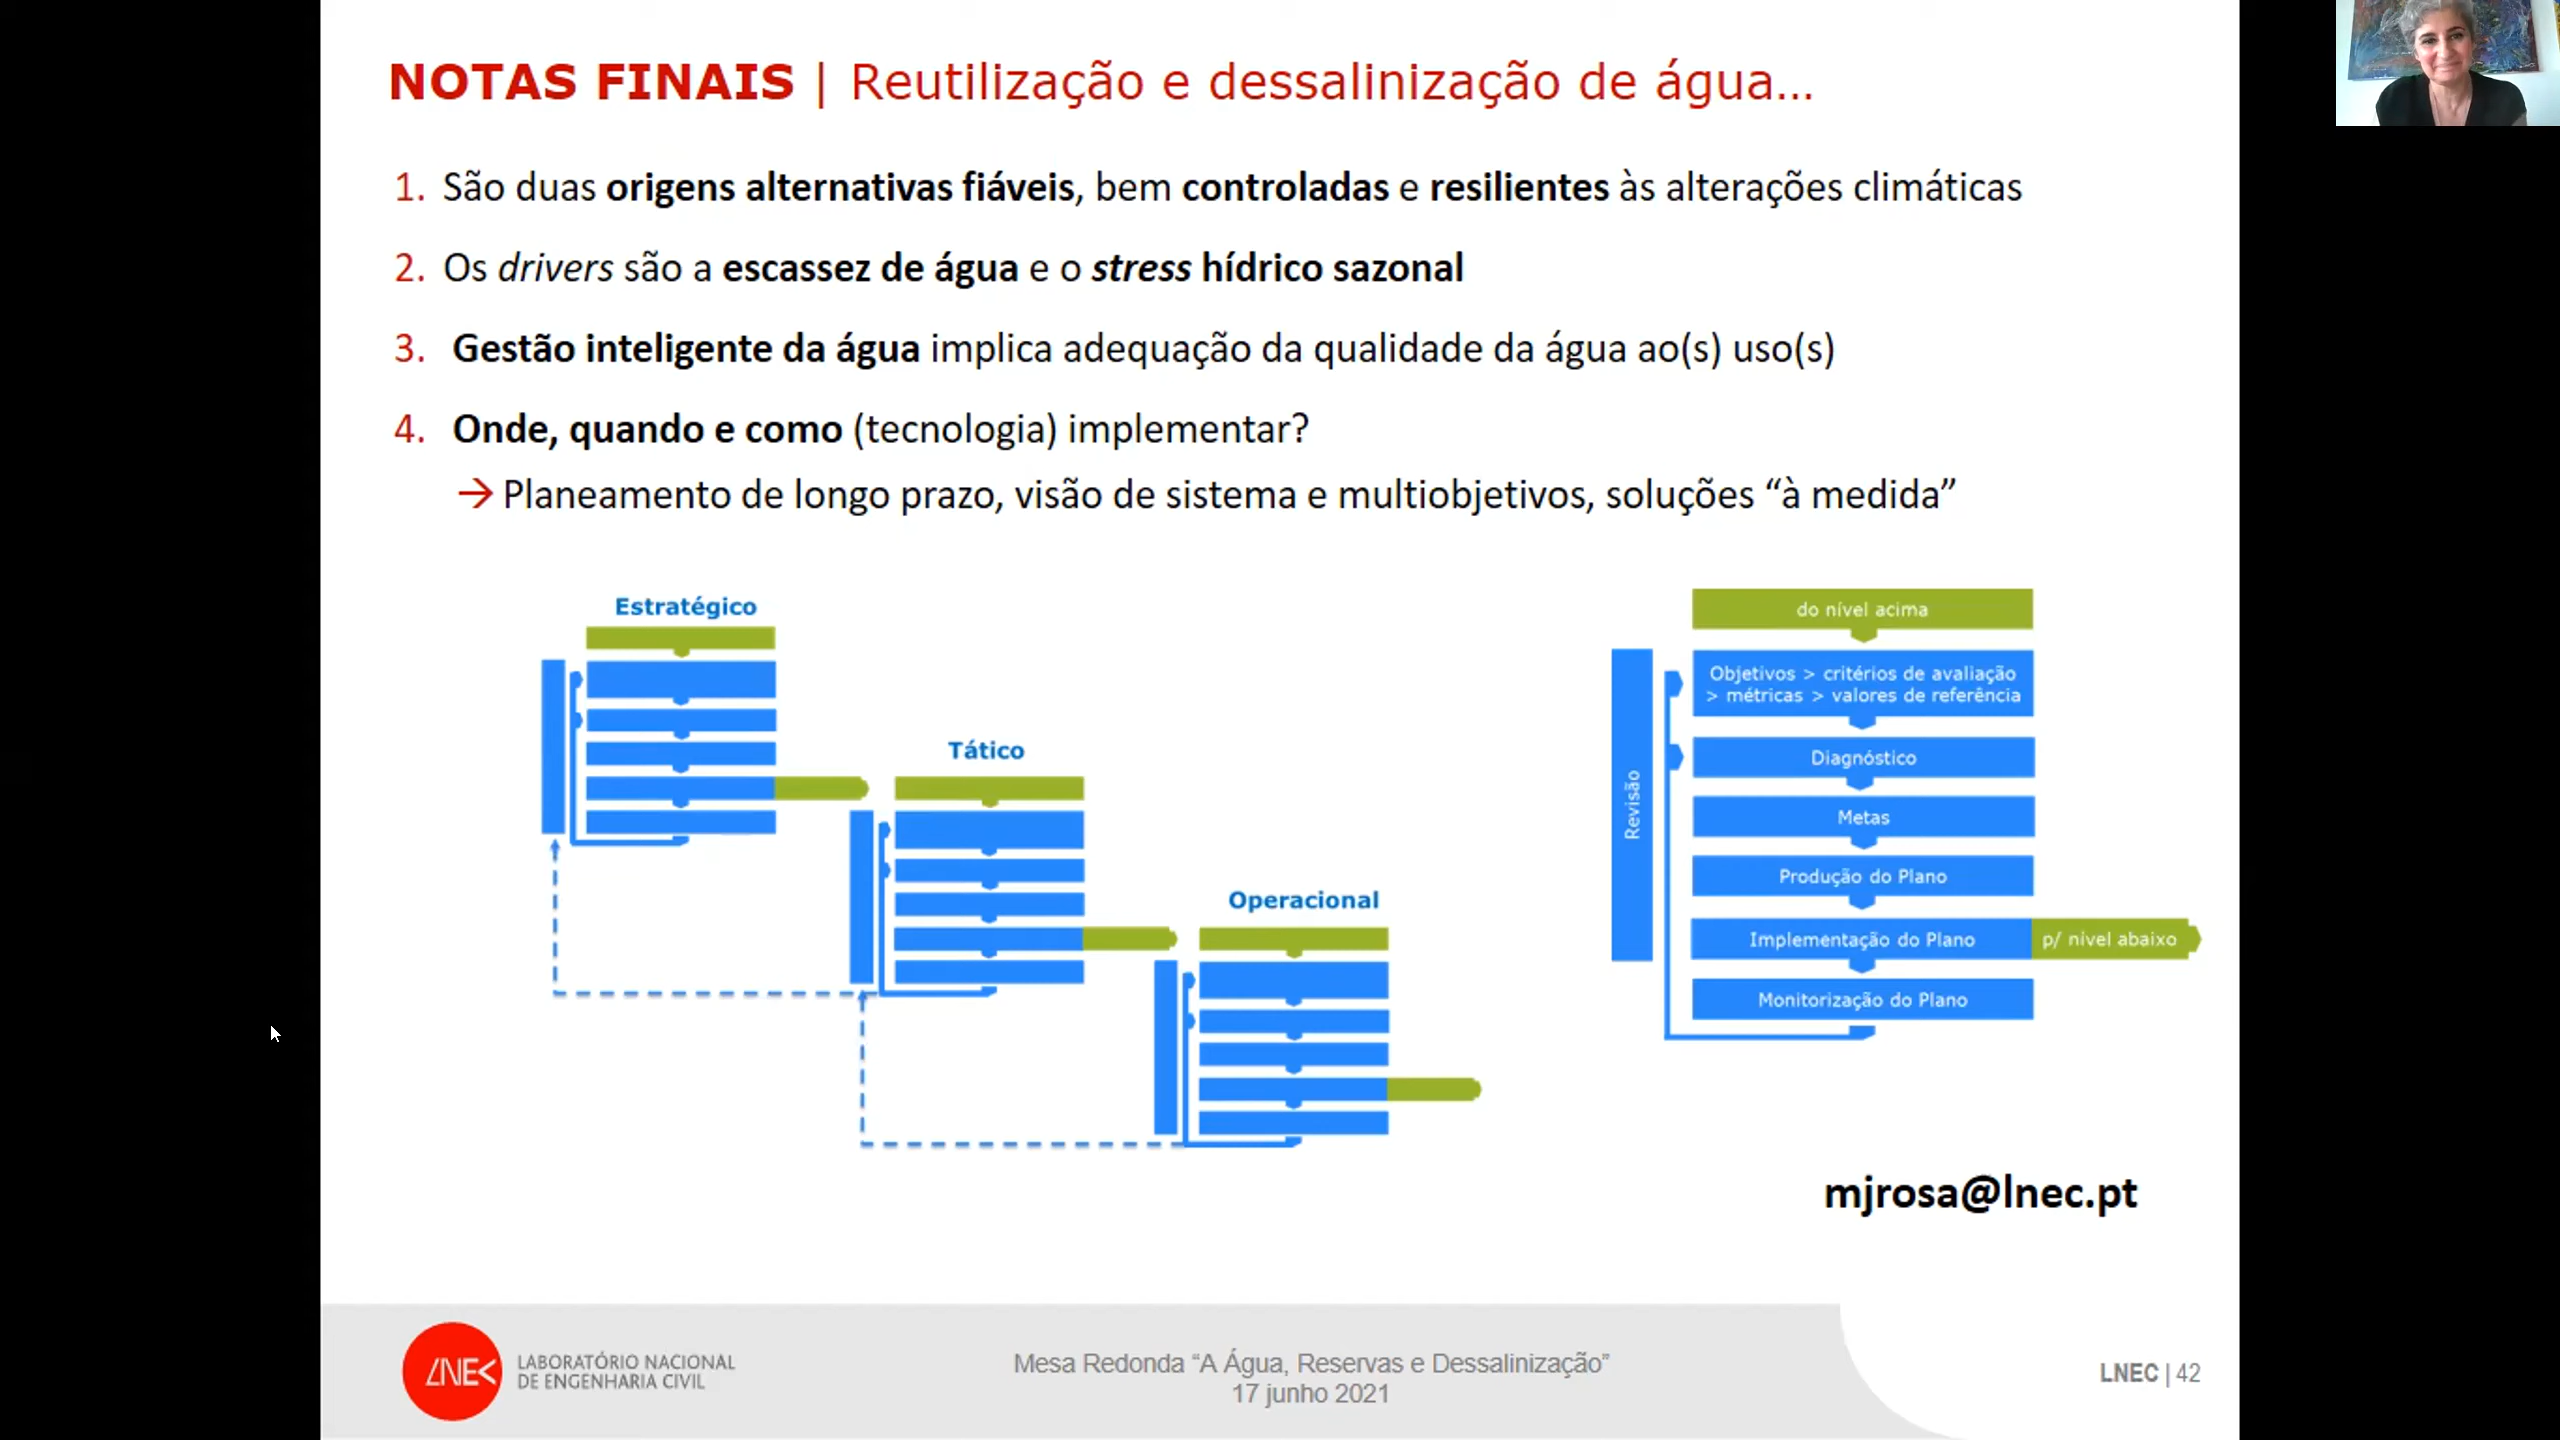 NOTAS FINAIS | Reutilização e dessalinização de água...
1. São duas origens alternativas fiáveis, bem controladas e resilientes às alterações climáticas
2. Os drivers são a escassez de água e o stress hídrico sazonal
3. Gestão inteligente da água implica adequação da qualidade da água ao(s) uso(s)
4. Onde, quando e como (tecnologia) implementar?
→ Planeamento de longo prazo, visão de sistema e multiobjetivos, soluções “à medida”
Estratégico
Tático
Operacional
do nível acima
Revisão
Objetivos > critérios de avaliação
> métricas > valores de referência
Diagnóstico
Metas
Produção do Plano
Implementação do Plano
p/ nível abaixo
Monitorização do Plano
mjrosa@lnec.pt
LNEC
LABORATÓRIO NACIONAL
DE ENGENHARIA CIVIL
Mesa Redonda “A Água, Reservas e Dessalinização”
17 junho 2021
LNEC | 42